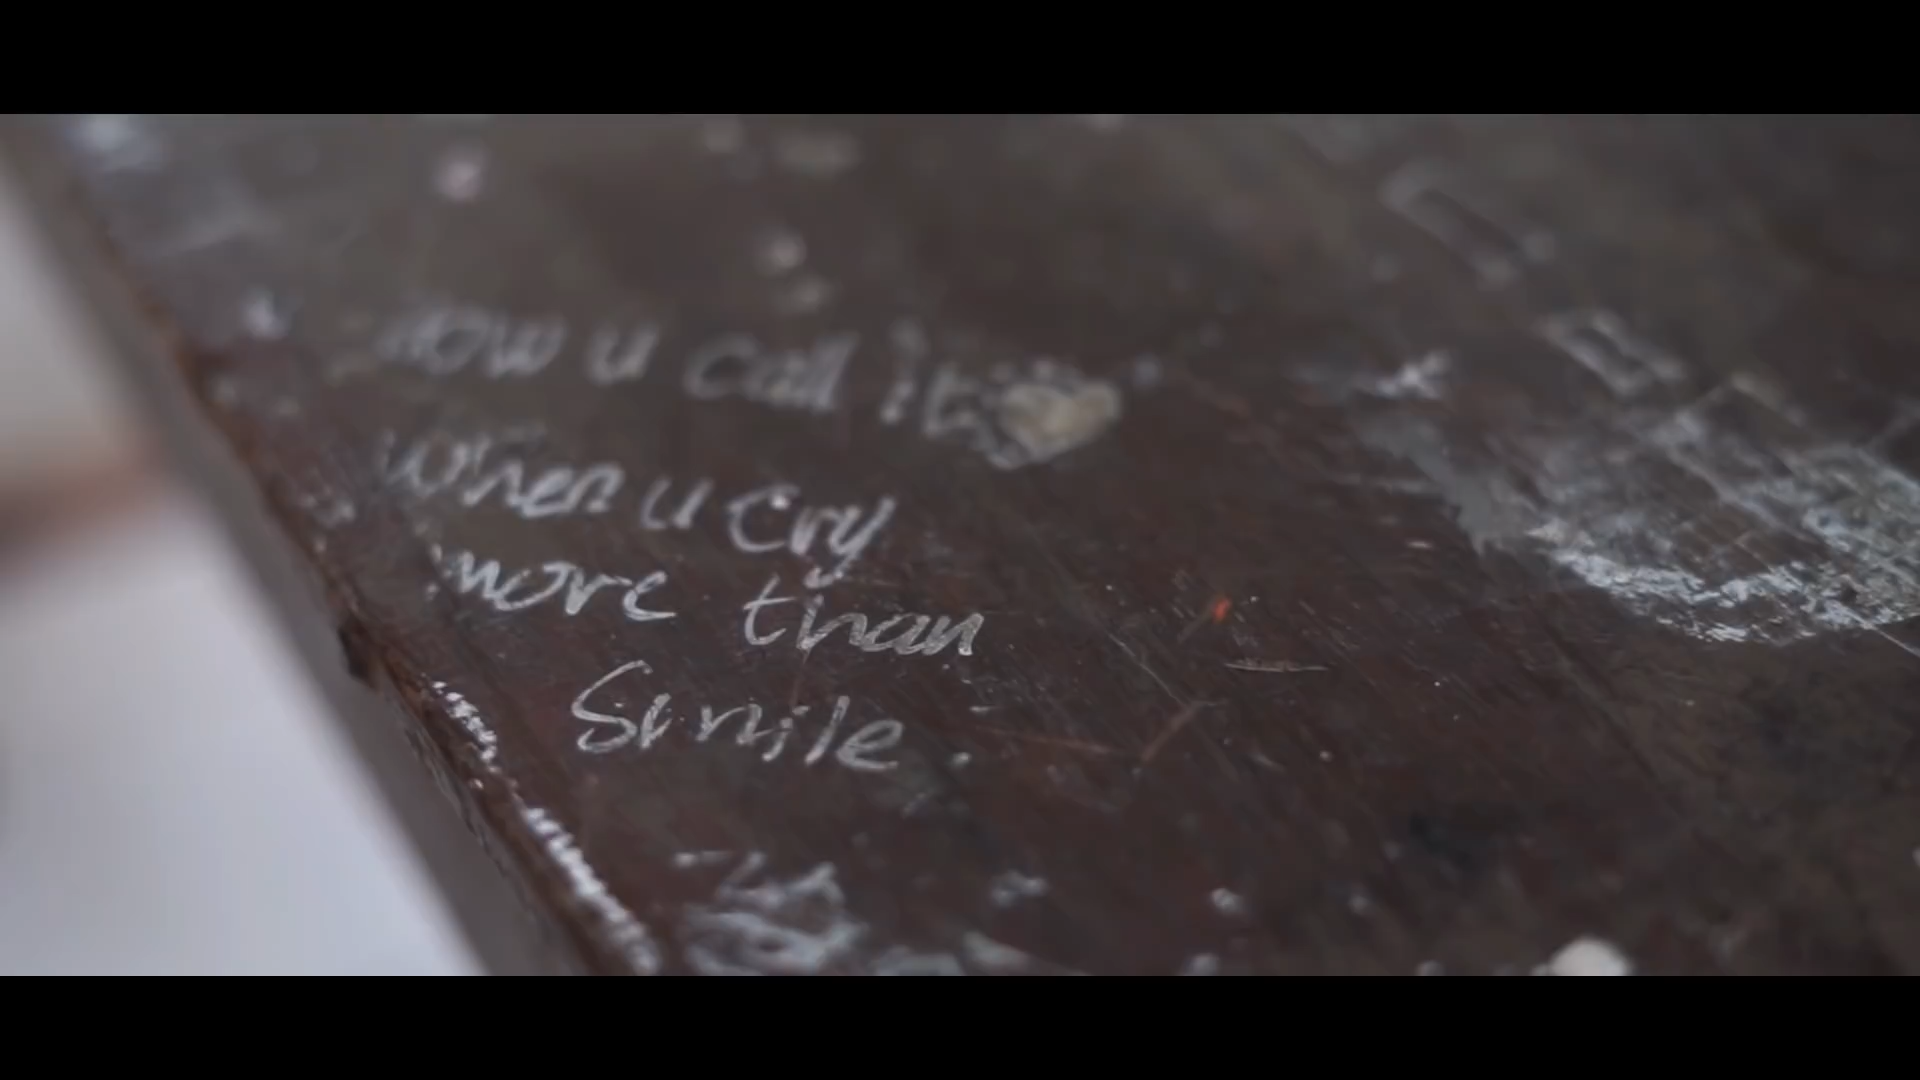 How u call it
When u cry
more than
Smile.